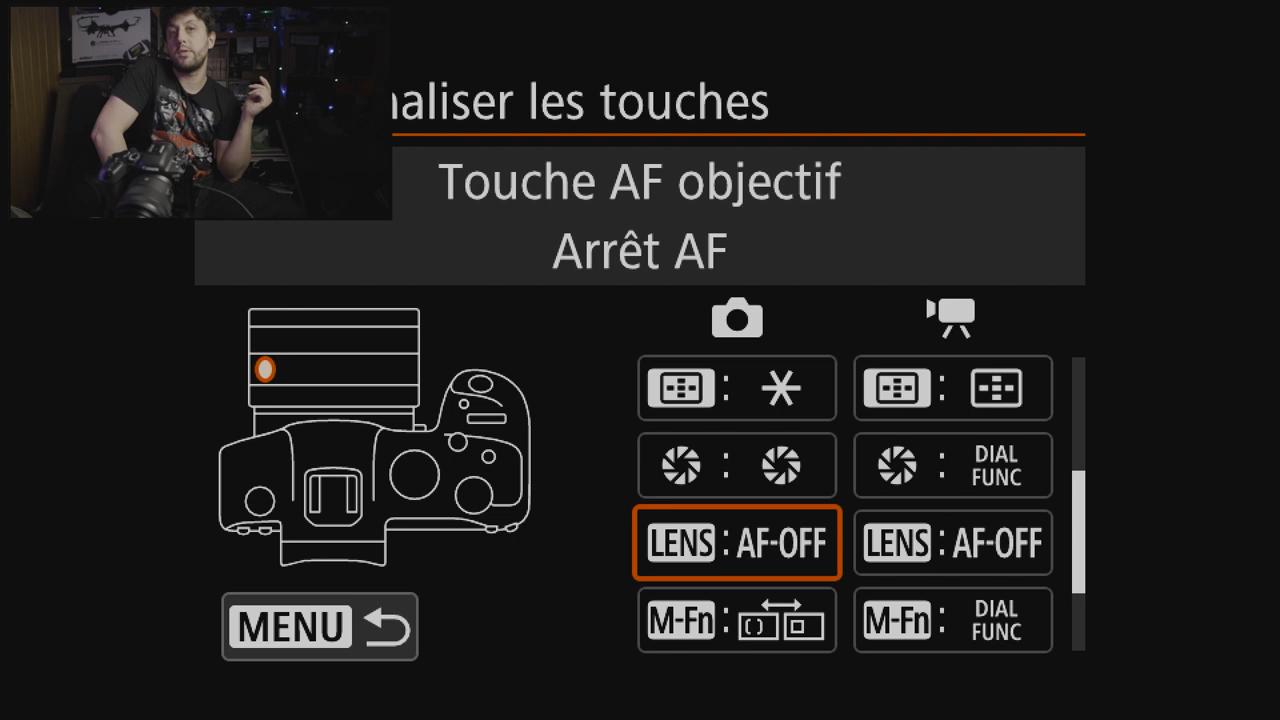 naliser les touches
Touche AF objectif
Arrêt AF
LENS : AF-OFF
LENS : AF-OFF
DIAL
FUNC
M-Fn :
M-Fn : DIAL
FUNC
MENU